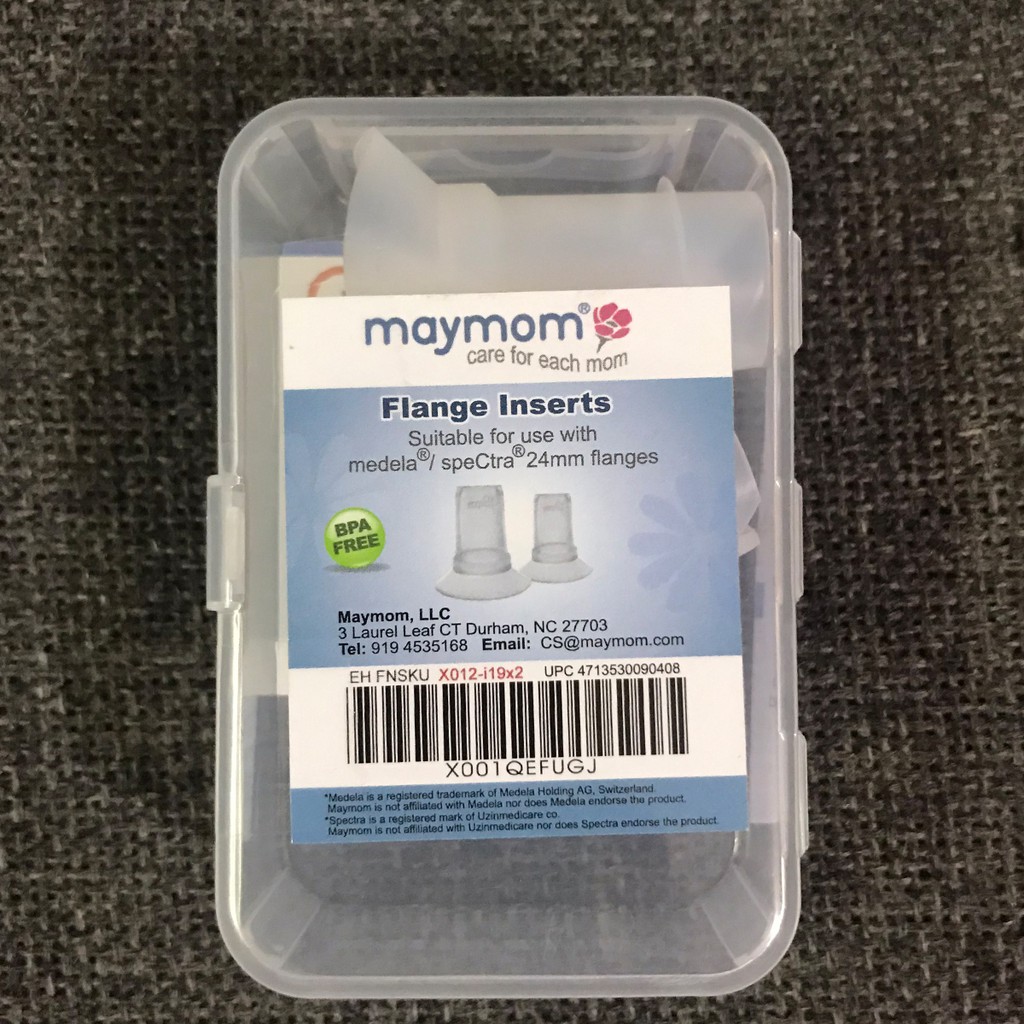 maymom®
care for each mom
Flange Inserts
Suitable for use with
medela®/ speCtra® 24mm flanges
BPA
FREE
Maymom, LLC
3 Laurel Leaf CT Durham, NC 27703
Tel: 919 4535168 Email: CS@maymom.com
EH FNSKU X012-i19x2 UPC 4713530090408
X001QEFUGJ
*Medela is a registered trademark of Medela Holding AG, Switzerland.
Maymom is not affiliated with Medela nor does Medela endorse the product.
*Spectra is a registered mark of Uzinmedicare co.
Maymom is not affiliated with Uzinmedicare nor does Spectra endorse the product.